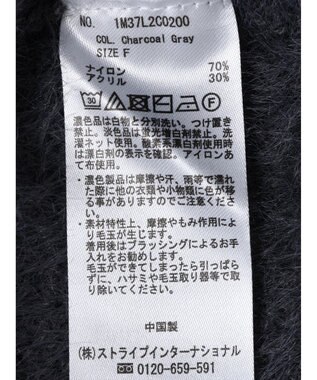 NO. 1M37L2C0200
COL. Charcoal Gray
SIZE F
ナイロン 70%
アクリル 30%
濃色品は白物と分別洗い。つけ置き
禁止。淡色は蛍光増白剤禁止。洗
濯ネット使用。酸素系漂白剤使用時
は漂白剤の表示を確認。アイロンあ
て布使用。
・濃色製品は摩擦や汗、雨等で濡れ
た際に他の衣類や小物類に色が移
る事がありますのでご注意くださ
い。
・素材特性上、摩擦やもみ作用によ
り毛玉が生じます。
着用後はブラッシングによるお手
入れをお勧めします。
毛玉ができてしまったら引っぱら
ずに、ハサミや毛玉取り器等で取り
除いてください。
中国製
(株)ストライプインターナショナル
☏ 0120-659-591